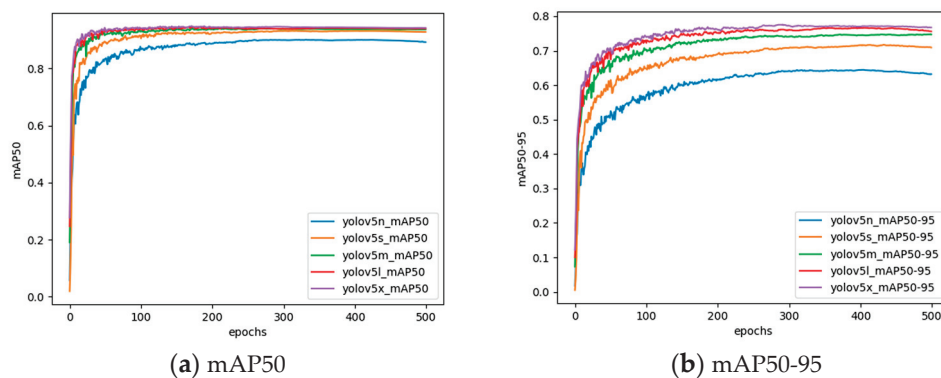 mAP50
0.8
0.6
0.4
0.2
0.0
yolov5n_mAP50
yolov5s_mAP50
yolov5m_mAP50
yolov5l_mAP50
yolov5x_mAP50
0 100 200 300 400 500
epochs
(a) mAP50
mAP50-95
0.8
0.7
0.6
0.5
0.4
0.3
0.2
0.1
0.0
yolov5n_mAP50-95
yolov5s_mAP50-95
yolov5m_mAP50-95
yolov5l_mAP50-95
yolov5x_mAP50-95
0 100 200 300 400 500
epochs
(b) mAP50-95